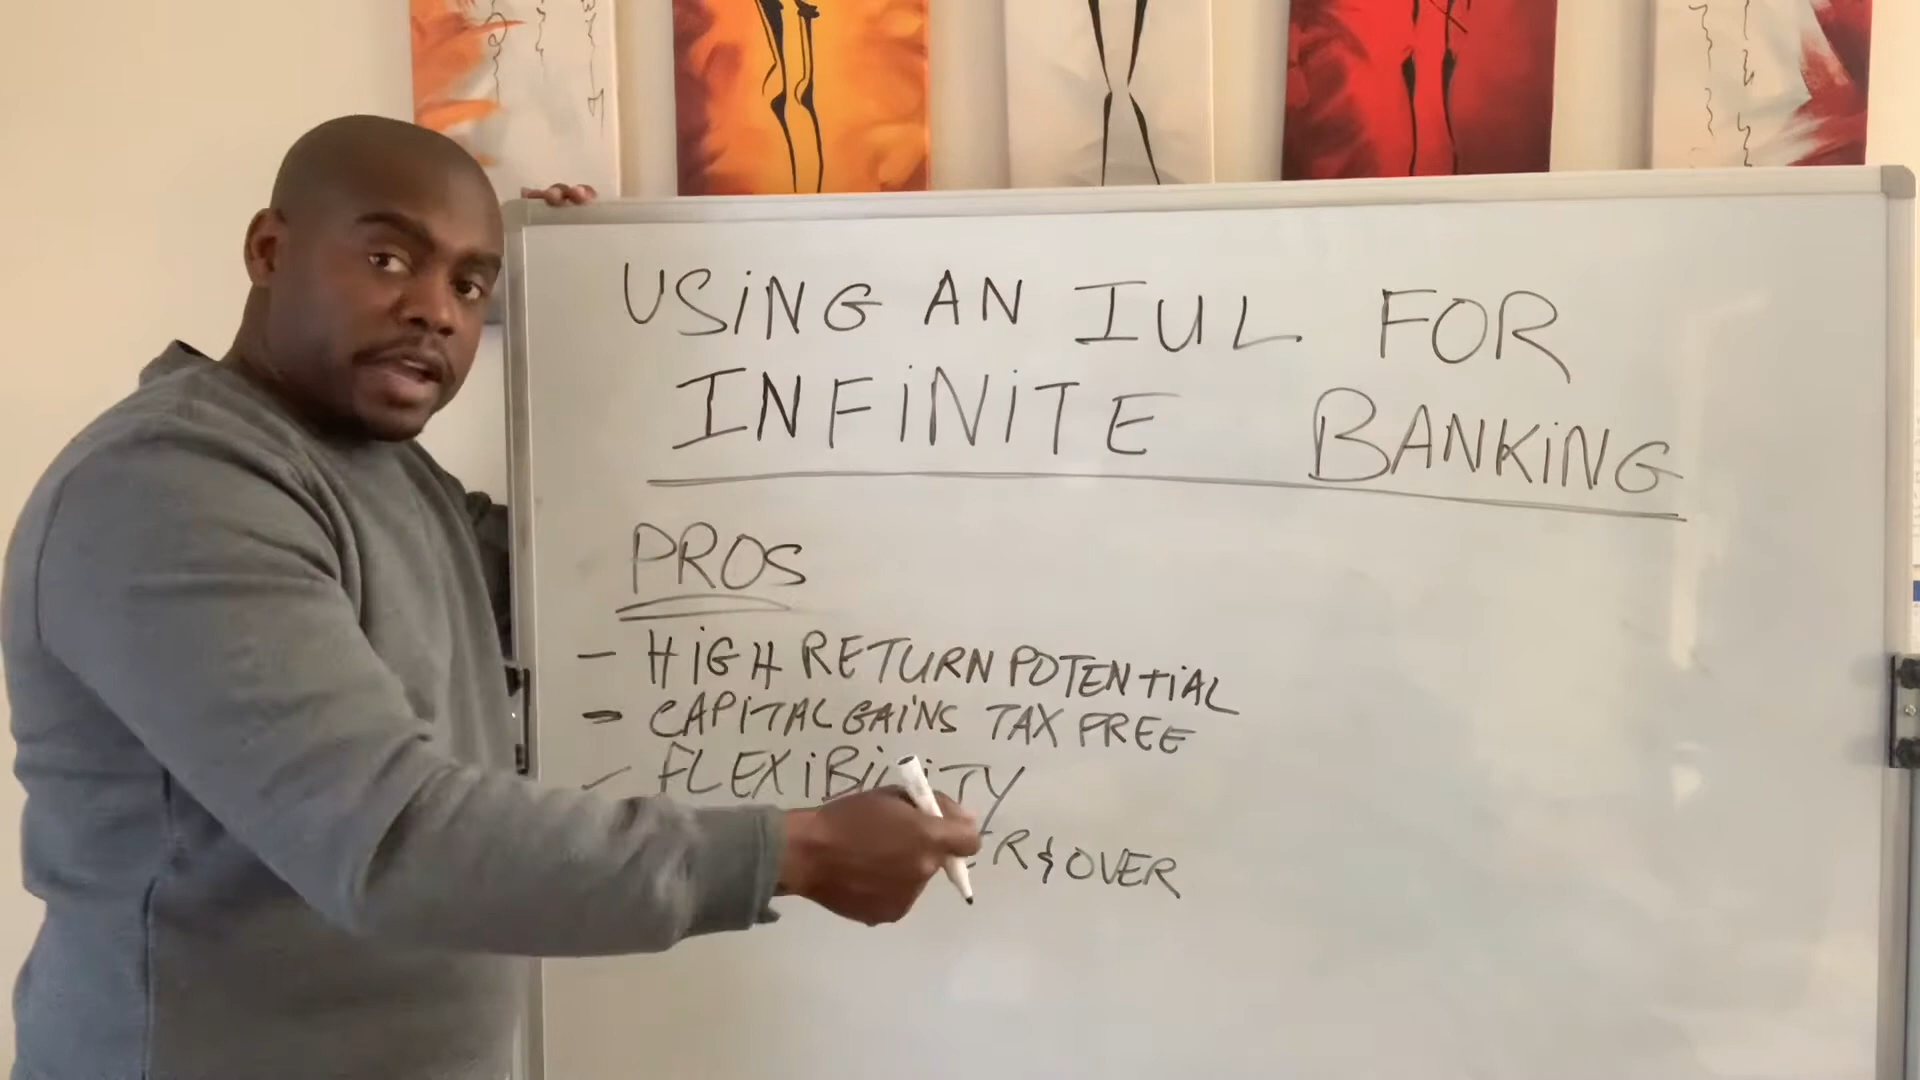 USiNG AN IUL FOR
INFiNiTE BANKiNG
PROS
- HiGH RETURN POTENtiAL
- CAPiTAL GAiNS TAX FREE
- FLEXiBiLiTY
& OVER